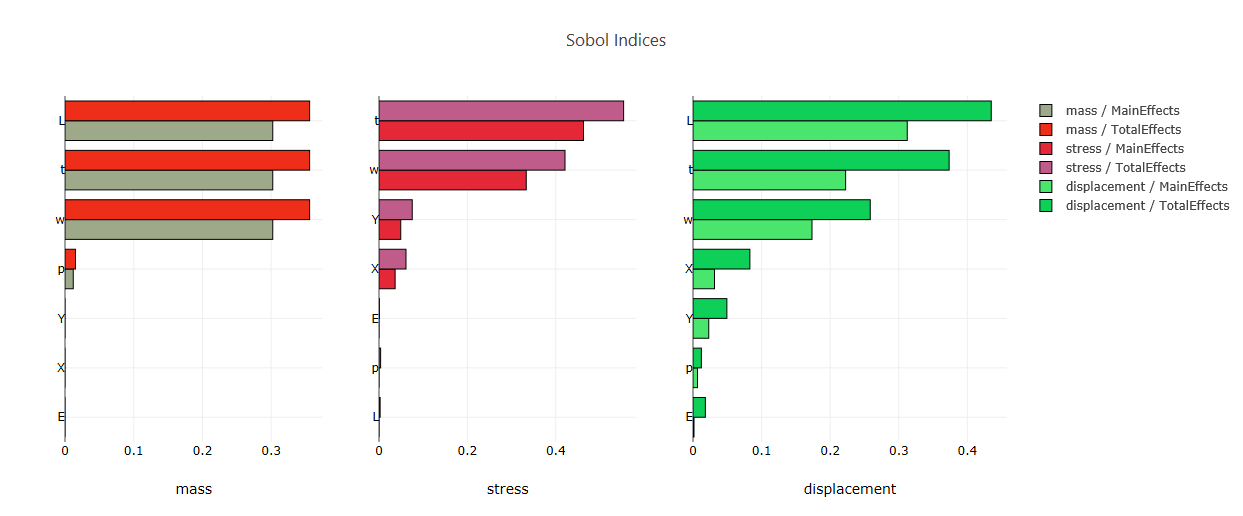 Sobol Indices
L
t
w
p
Y
X
E
0 0.1 0.2 0.3
mass
t
w
Y
X
E
p
L
0 0.2 0.4
stress
L
t
w
X
Y
p
E
0 0.1 0.2 0.3 0.4
displacement
mass / MainEffects
mass / TotalEffects
stress / MainEffects
stress / TotalEffects
displacement / MainEffects
displacement / TotalEffects